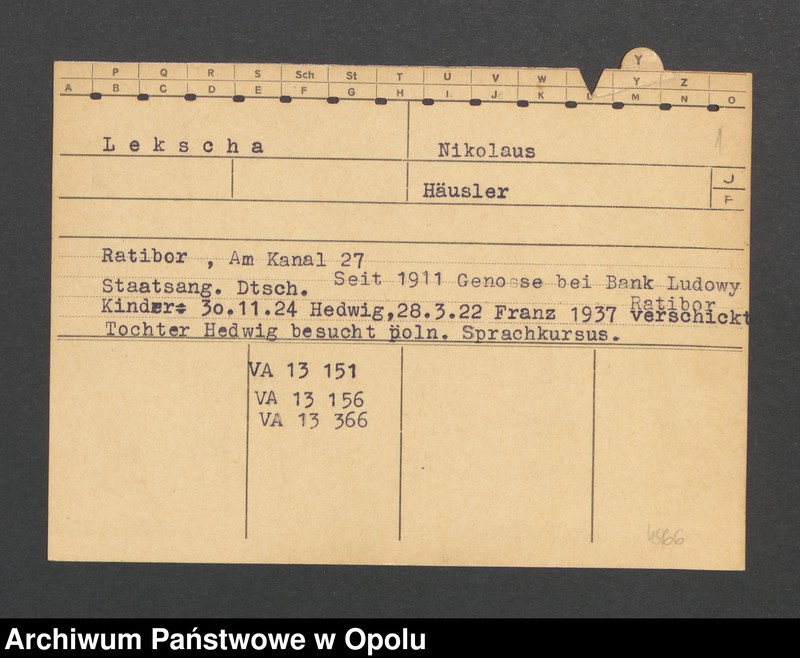 Y
P Q R S Sch St T U V W Y Z
A B C D E F G H I J K L M N O
1
Lekscha Nikolaus
Häusler
J
F
Ratibor , Am Kanal 27
Staatsang. Dtsch. Seit 1911 Genosse bei Bank Ludowy
Ratibor
Kinder: 30.11.24 Hedwig,28.3.22 Franz 1937 verschickt
Tochter Hedwig besucht poln. Sprachkursus.
VA 13 151
VA 13 156
VA 13 366
Archiwum Państwowe w Opolu